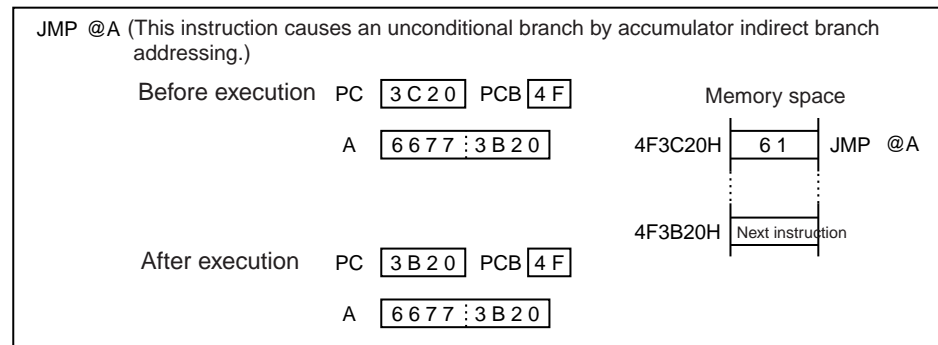 JMP @A (This instruction causes an unconditional branch by accumulator indirect branch
addressing.)
Before execution PC 3C20 PCB 4F
Memory space
A 6677 3B20
4F3C20H 61 JMP @A
4F3B20H Next instruction
After execution PC 3B20 PCB 4F
A 6677 3B20